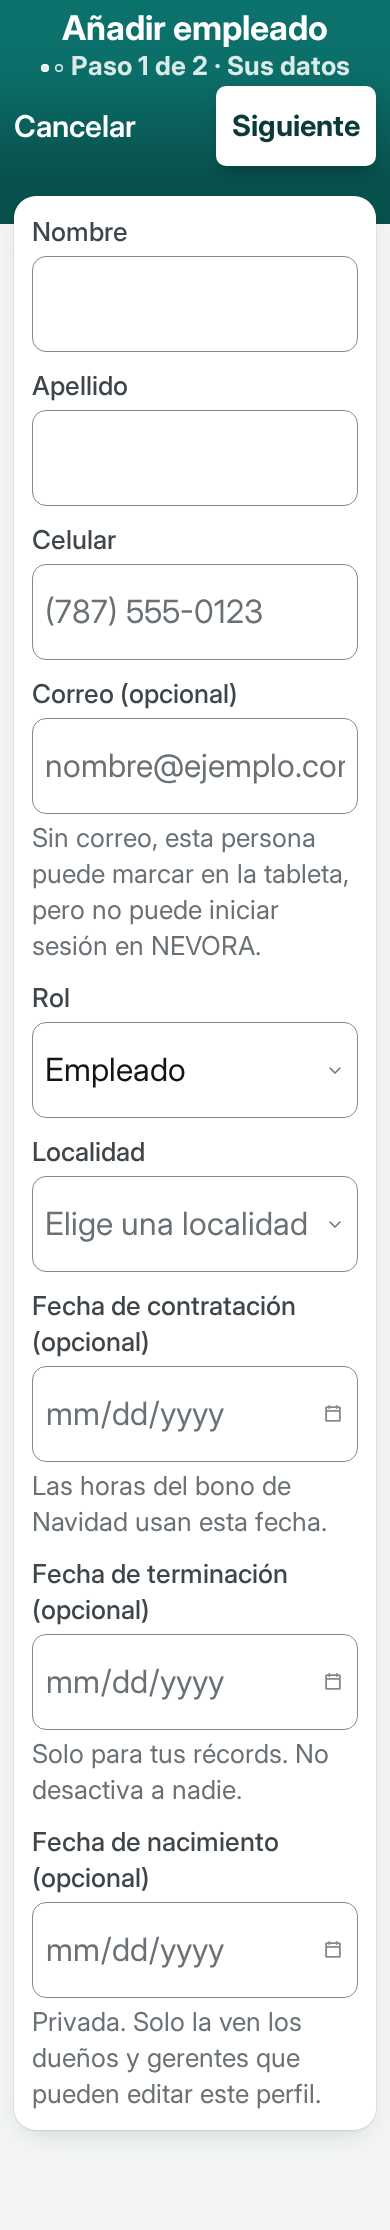 Añadir empleado
Paso 1 de 2 · Sus datos
Cancelar
Siguiente
Nombre
Apellido
Celular
(787) 555-0123
Correo (opcional)
nombre@ejemplo.cor
Sin correo, esta persona
puede marcar en la tableta,
pero no puede iniciar
sesión en NEVORA.
Rol
Empleado
Localidad
Elige una localidad
Fecha de contratación
(opcional)
mm/dd/yyyy
Las horas del bono de
Navidad usan esta fecha.
Fecha de terminación
(opcional)
mm/dd/yyyy
Solo para tus récords. No
desactiva a nadie.
Fecha de nacimiento
(opcional)
mm/dd/yyyy
Privada. Solo la ven los
dueños y gerentes que
pueden editar este perfil.